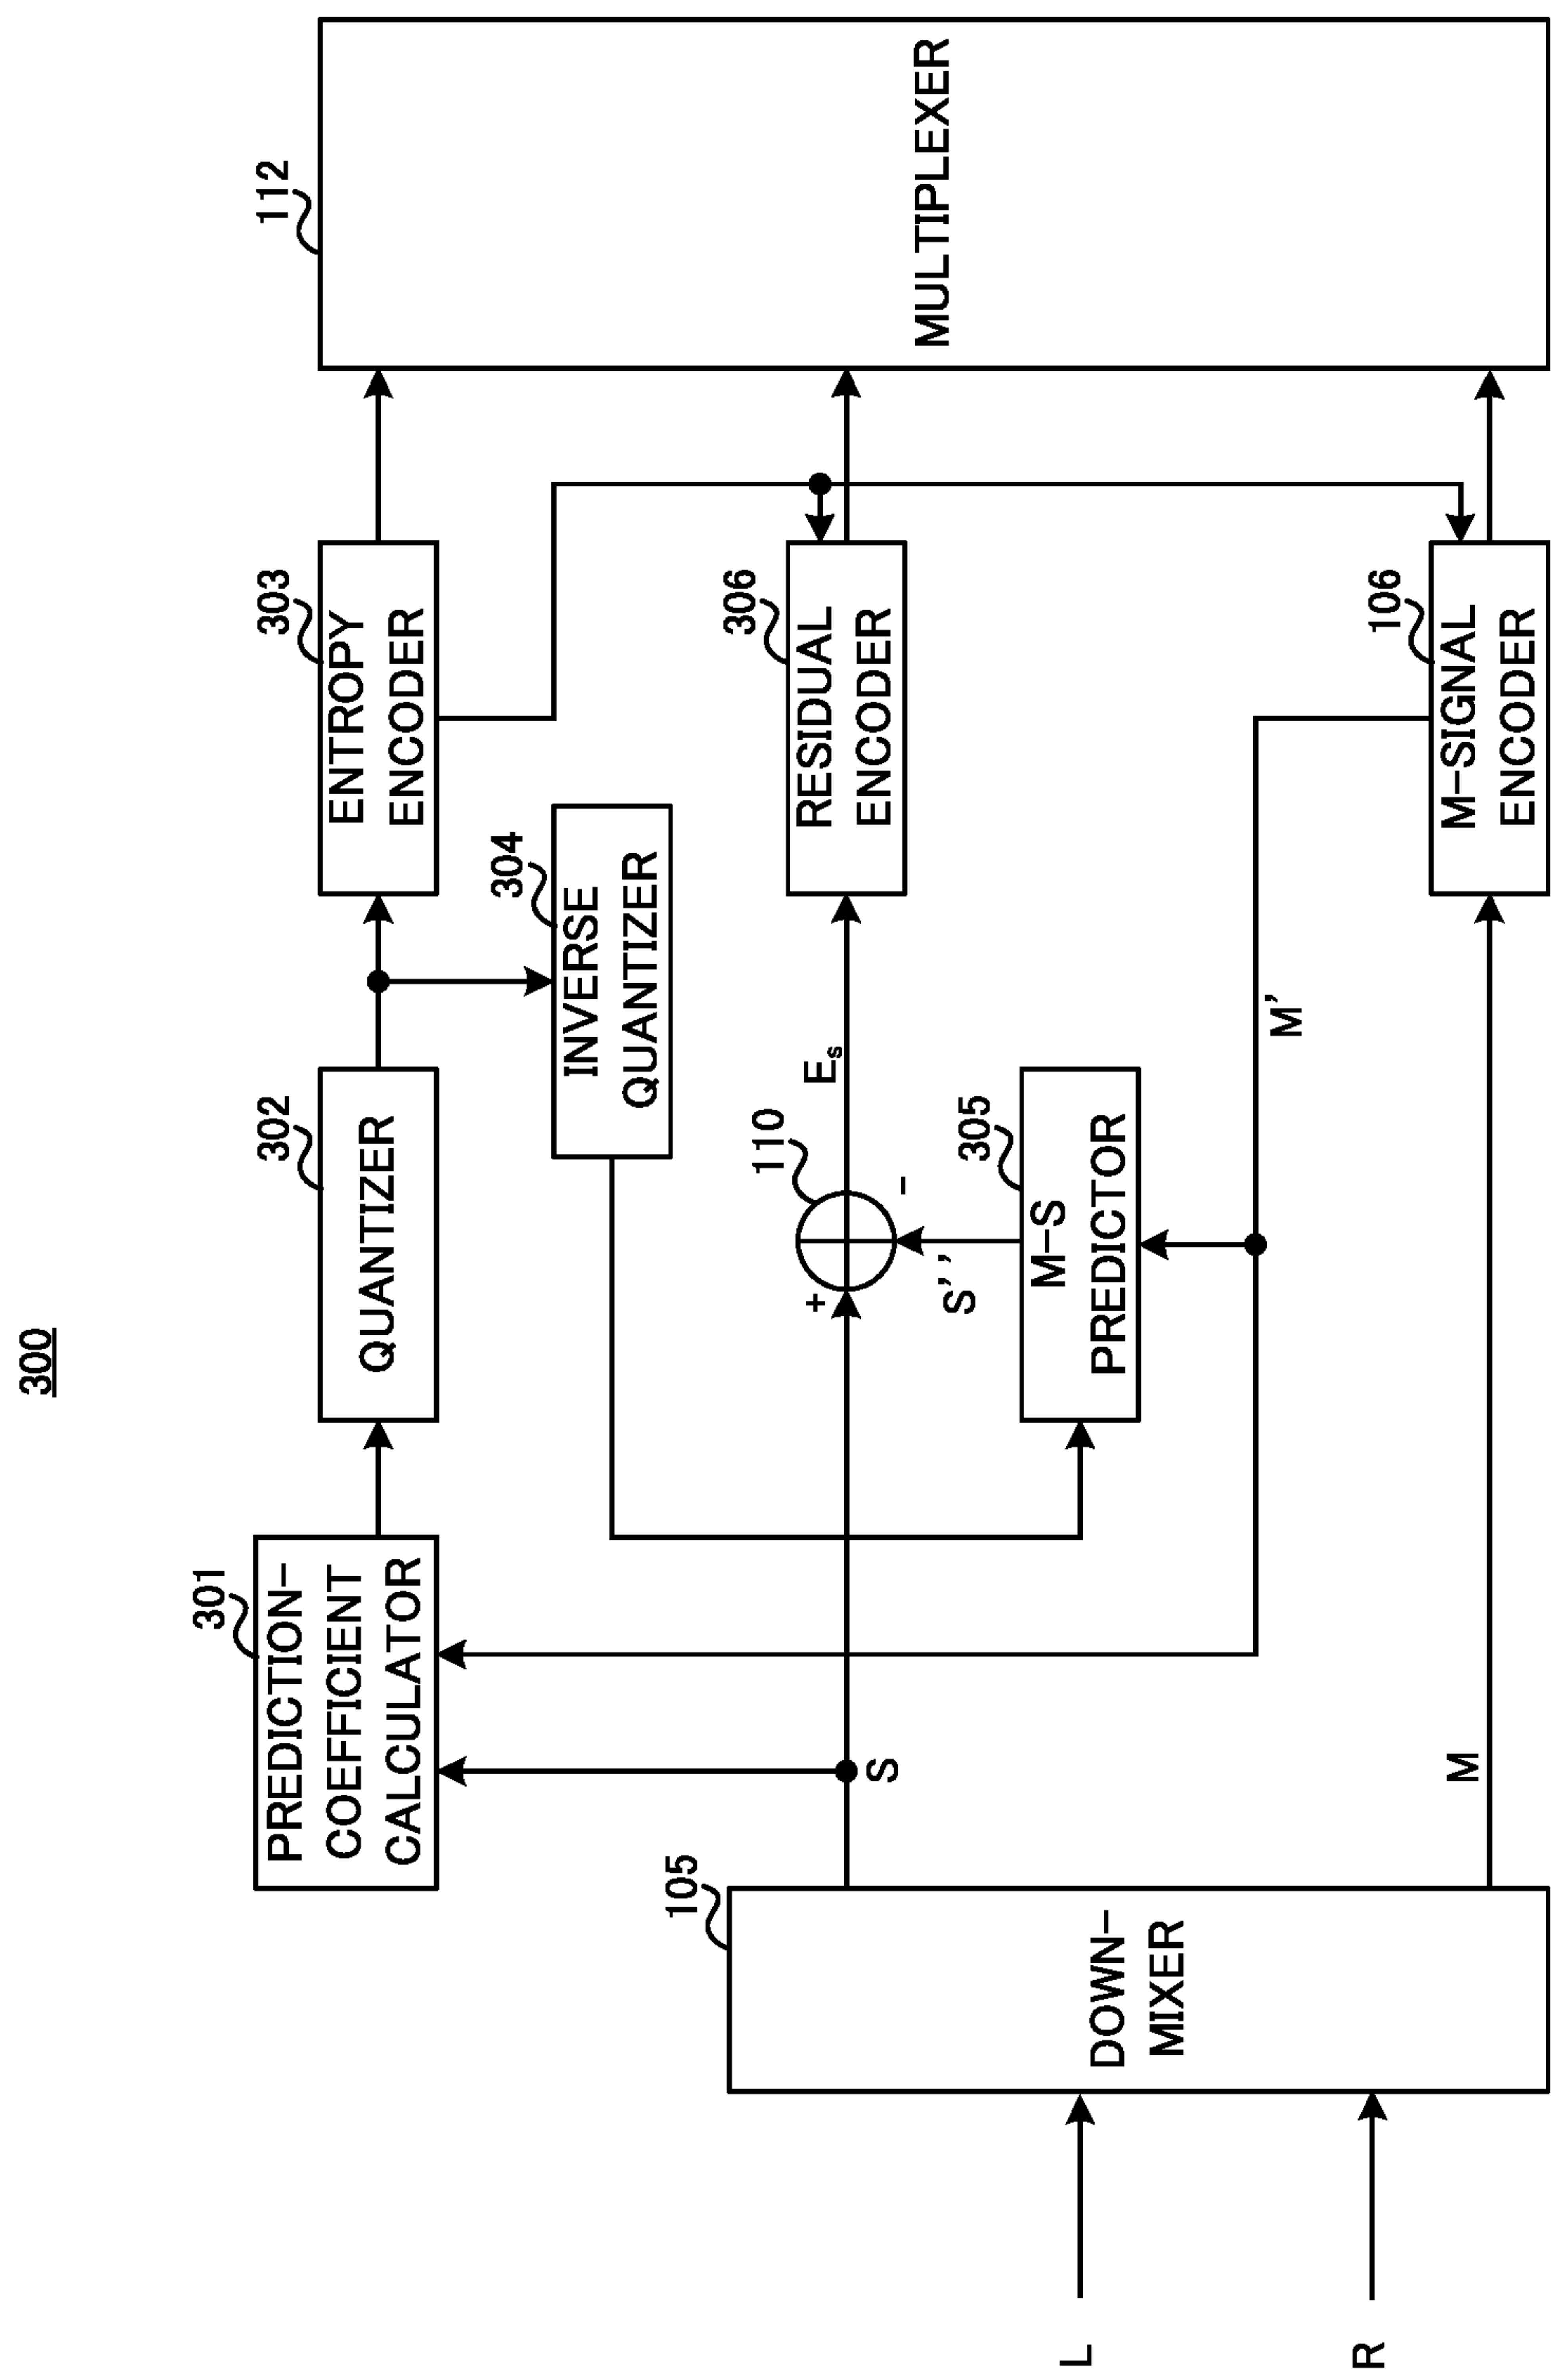 300
301
PREDICTION-
COEFFICIENT
CALCULATOR
302
QUANTIZER
303
ENTROPY
ENCODER
112
MULTIPLEXER
304
INVERSE
QUANTIZER
105
DOWN-
MIXER
L
R
S
+
110
-
Es
S''
306
RESIDUAL
ENCODER
305
M-S
PREDICTOR
M'
M
106
M-SIGNAL
ENCODER